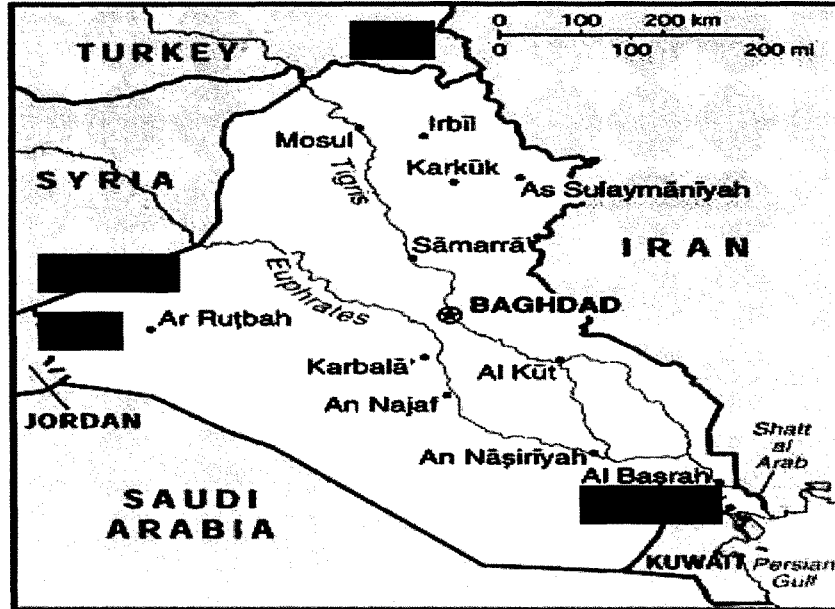 0 100 200 km
0 100 200 mi
TURKEY
Mosul
Irbīl
Karkūk
As Sulaymānīyah
Tigris
SYRIA
IRAN
Sāmarrā'
Euphrates
BAGHDAD
Ar Ruṭbah
Karbalā'
Al Kūt
An Najaf
JORDAN
Shatt
al
Arab
An Nāṣirīyah
Al Baṣrah
SAUDI
ARABIA
KUWAIT
Persian
Gulf